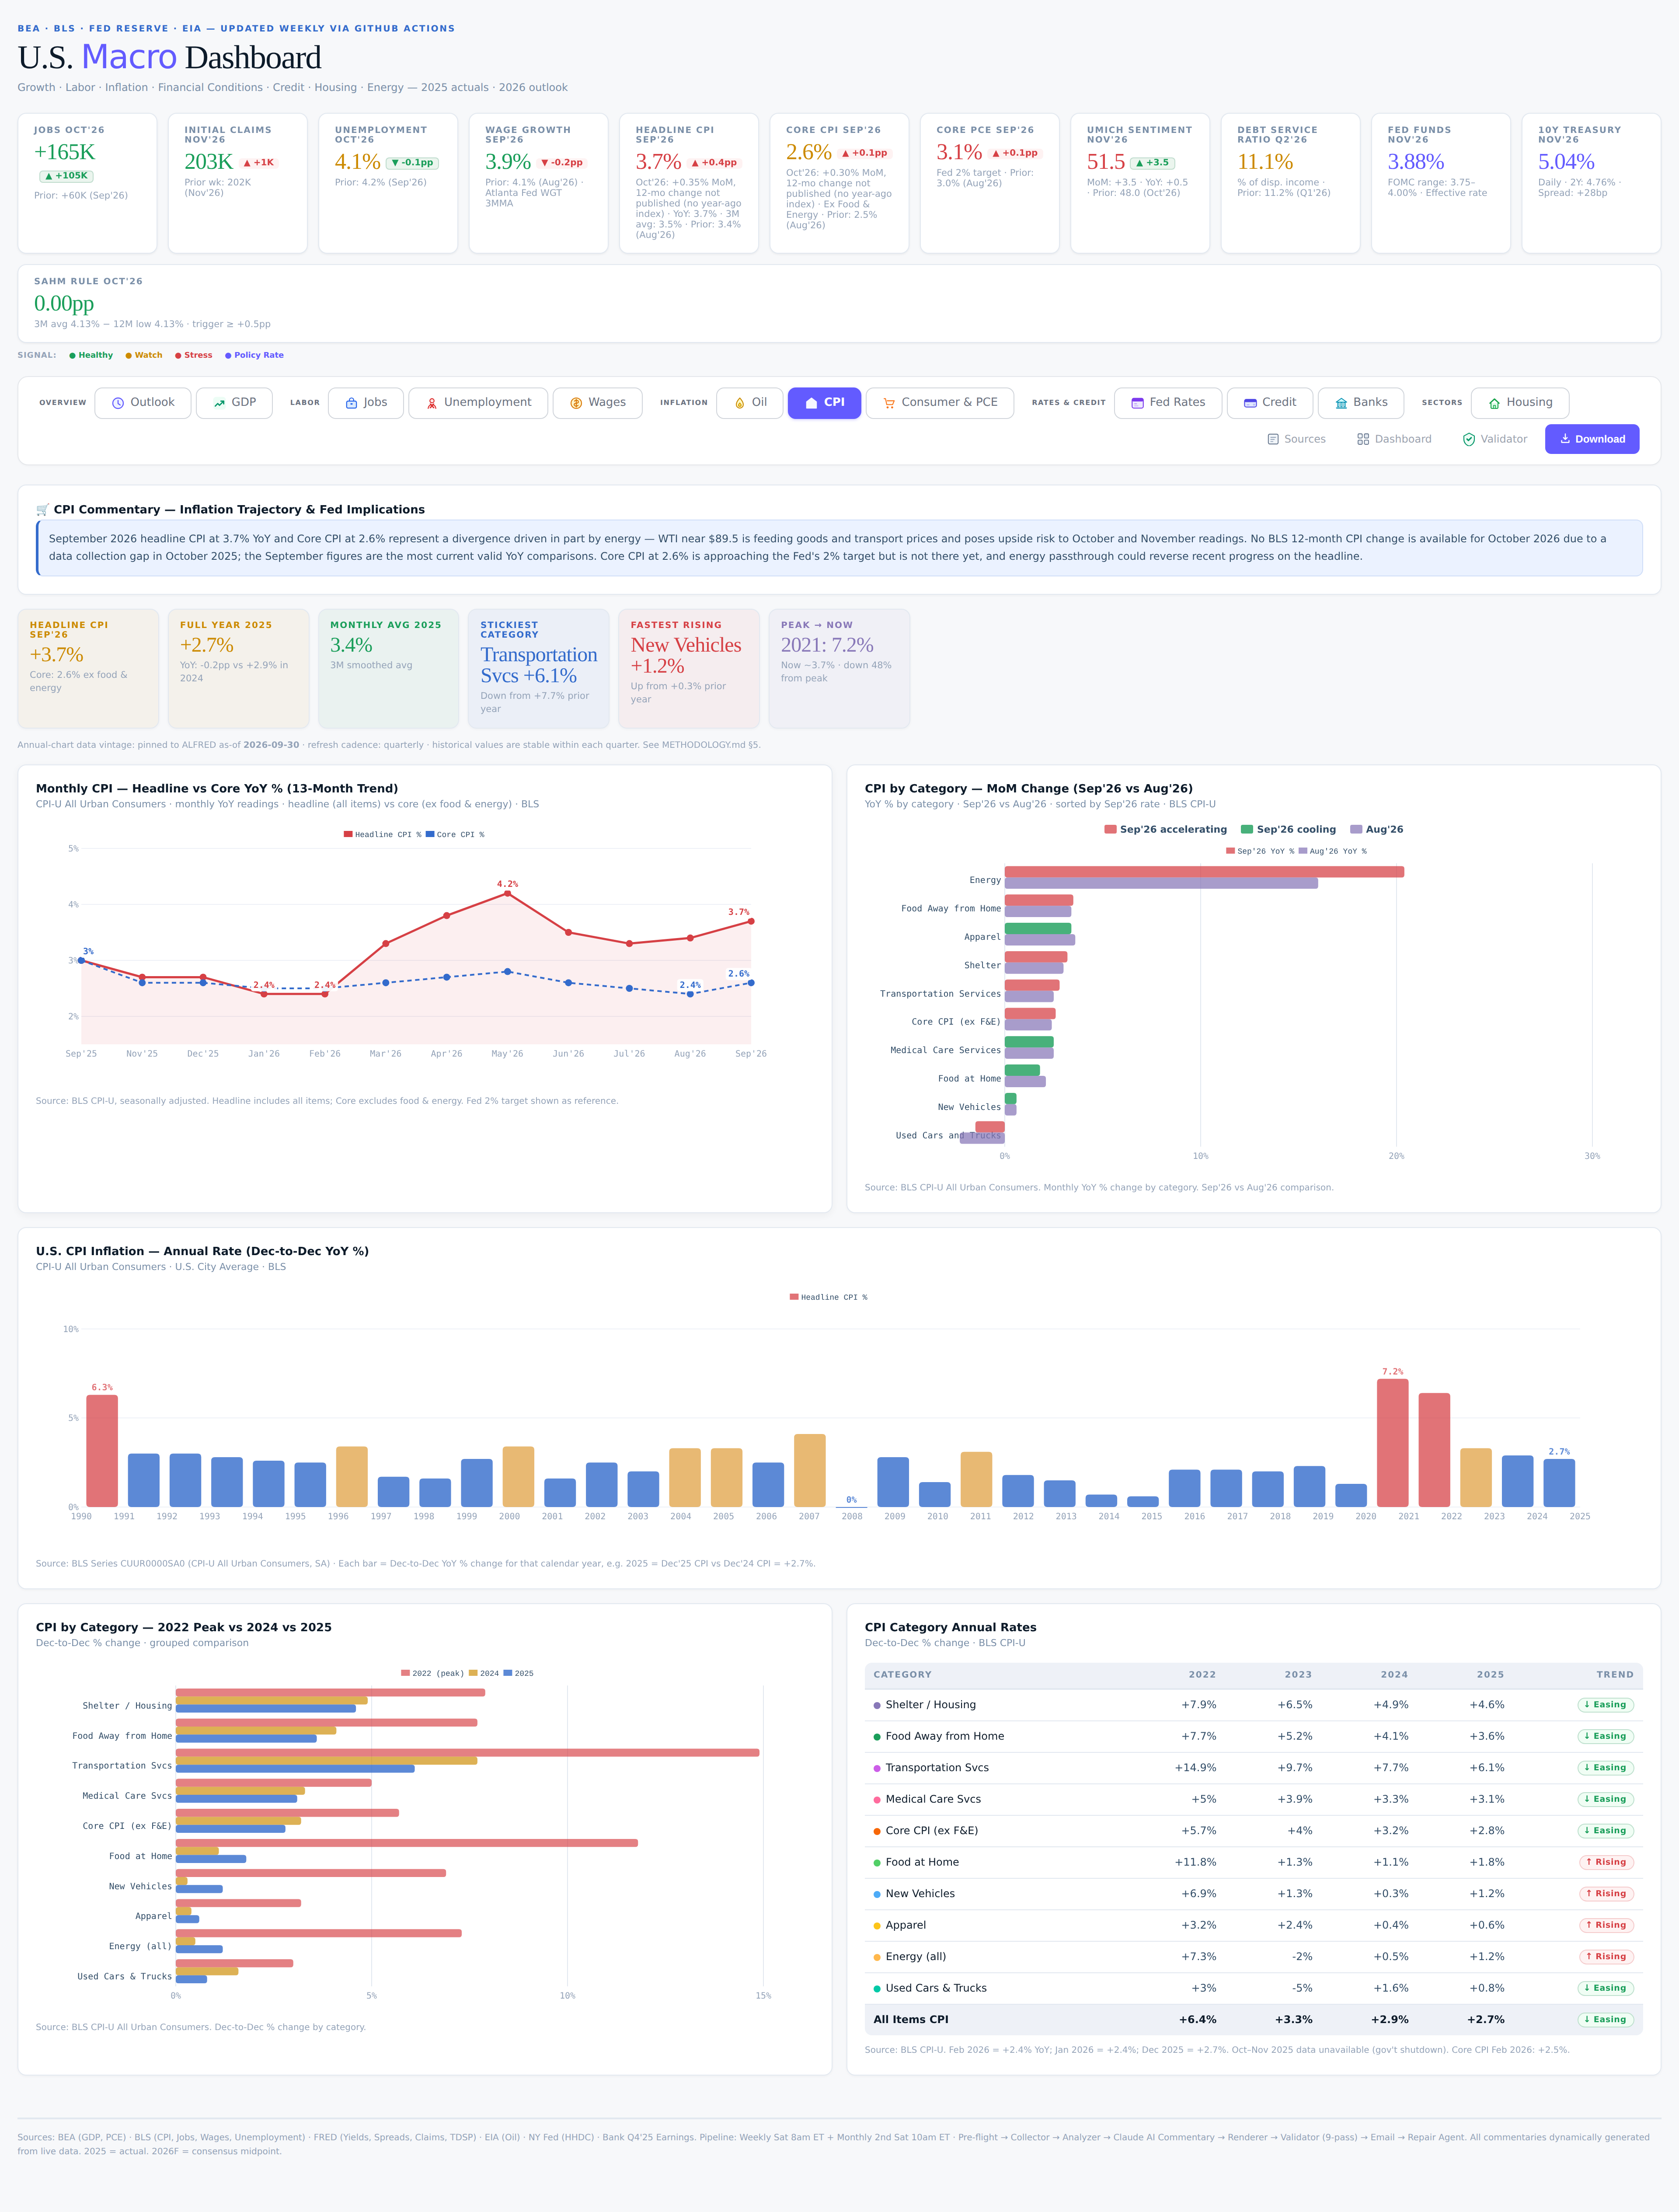 BEA · BLS · FED RESERVE · EIA — UPDATED WEEKLY VIA GITHUB ACTIONS
U.S. Macro Dashboard
Growth · Labor · Inflation · Financial Conditions · Credit · Housing · Energy — 2025 actuals · 2026 outlook
JOBS OCT'26
+165K
▲ +105K
Prior: +60K (Sep'26)
INITIAL CLAIMS
NOV'26
203K ▲ +1K
Prior wk: 202K
(Nov'26)
UNEMPLOYMENT
OCT'26
4.1% ▼ -0.1pp
Prior: 4.2% (Sep'26)
WAGE GROWTH
SEP'26
3.9% ▼ -0.2pp
Prior: 4.1% (Aug'26) ·
Atlanta Fed WGT
3MMA
HEADLINE CPI
SEP'26
3.7% ▲ +0.4pp
Oct'26: +0.35% MoM,
12-mo change not
published (no year-ago
index) · YoY: 3.7% · 3M
avg: 3.5% · Prior: 3.4%
(Aug'26)
CORE CPI SEP'26
2.6% ▲ +0.1pp
Oct'26: +0.30% MoM,
12-mo change not
published (no year-ago
index) · Ex Food &
Energy · Prior: 2.5%
(Aug'26)
CORE PCE SEP'26
3.1% ▲ +0.1pp
Fed 2% target · Prior:
3.0% (Aug'26)
UMICH SENTIMENT
NOV'26
51.5 ▲ +3.5
MoM: +3.5 · YoY: +0.5
· Prior: 48.0 (Oct'26)
DEBT SERVICE
RATIO Q2'26
11.1%
% of disp. income ·
Prior: 11.2% (Q1'26)
FED FUNDS
NOV'26
3.88%
FOMC range: 3.75–
4.00% · Effective rate
10Y TREASURY
NOV'26
5.04%
Daily · 2Y: 4.76% ·
Spread: +28bp
SAHM RULE OCT'26
0.00pp
3M avg 4.13% − 12M low 4.13% · trigger ≥ +0.5pp
SIGNAL: ● Healthy ● Watch ● Stress ● Policy Rate
OVERVIEW Outlook GDP LABOR Jobs Unemployment Wages INFLATION Oil CPI Consumer & PCE RATES & CREDIT Fed Rates Credit Banks SECTORS Housing
Sources Dashboard Validator Download
🛒 CPI Commentary — Inflation Trajectory & Fed Implications
September 2026 headline CPI at 3.7% YoY and Core CPI at 2.6% represent a divergence driven in part by energy — WTI near $89.5 is feeding goods and transport prices and poses upside risk to October and November readings. No BLS 12-month CPI change is available for October 2026 due to a
data collection gap in October 2025; the September figures are the most current valid YoY comparisons. Core CPI at 2.6% is approaching the Fed's 2% target but is not there yet, and energy passthrough could reverse recent progress on the headline.
HEADLINE CPI
SEP'26
+3.7%
Core: 2.6% ex food &
energy
FULL YEAR 2025
+2.7%
YoY: -0.2pp vs +2.9% in
2024
MONTHLY AVG 2025
3.4%
3M smoothed avg
STICKIEST
CATEGORY
Transportation
Svcs +6.1%
Down from +7.7% prior
year
FASTEST RISING
New Vehicles
+1.2%
Up from +0.3% prior
year
PEAK → NOW
2021: 7.2%
Now ~3.7% · down 48%
from peak
Annual-chart data vintage: pinned to ALFRED as-of 2026-09-30 · refresh cadence: quarterly · historical values are stable within each quarter. See METHODOLOGY.md §5.
Monthly CPI — Headline vs Core YoY % (13-Month Trend)
CPI-U All Urban Consumers · monthly YoY readings · headline (all items) vs core (ex food & energy) · BLS
Headline CPI % Core CPI %
5%
4%
3%
2%
3%
2.4%
2.4%
4.2%
2.4%
3.7%
2.6%
Sep'25 Nov'25 Dec'25 Jan'26 Feb'26 Mar'26 Apr'26 May'26 Jun'26 Jul'26 Aug'26 Sep'26
Source: BLS CPI-U, seasonally adjusted. Headline includes all items; Core excludes food & energy. Fed 2% target shown as reference.
CPI by Category — MoM Change (Sep'26 vs Aug'26)
YoY % by category · Sep'26 vs Aug'26 · sorted by Sep'26 rate · BLS CPI-U
Sep'26 accelerating Sep'26 cooling Aug'26
Sep'26 YoY % Aug'26 YoY %
Energy
Food Away from Home
Apparel
Shelter
Transportation Services
Core CPI (ex F&E)
Medical Care Services
Food at Home
New Vehicles
Used Cars and Trucks
0% 10% 20% 30%
Source: BLS CPI-U All Urban Consumers. Monthly YoY % change by category. Sep'26 vs Aug'26 comparison.
U.S. CPI Inflation — Annual Rate (Dec-to-Dec YoY %)
CPI-U All Urban Consumers · U.S. City Average · BLS
Headline CPI %
10%
5%
0%
6.3%
0%
7.2%
2.7%
1990 1991 1992 1993 1994 1995 1996 1997 1998 1999 2000 2001 2002 2003 2004 2005 2006 2007 2008 2009 2010 2011 2012 2013 2014 2015 2016 2017 2018 2019 2020 2021 2022 2023 2024 2025
Source: BLS Series CUUR0000SA0 (CPI-U All Urban Consumers, SA) · Each bar = Dec-to-Dec YoY % change for that calendar year, e.g. 2025 = Dec'25 CPI vs Dec'24 CPI = +2.7%.
CPI by Category — 2022 Peak vs 2024 vs 2025
Dec-to-Dec % change · grouped comparison
2022 (peak) 2024 2025
Shelter / Housing
Food Away from Home
Transportation Svcs
Medical Care Svcs
Core CPI (ex F&E)
Food at Home
New Vehicles
Apparel
Energy (all)
Used Cars & Trucks
0% 5% 10% 15%
Source: BLS CPI-U All Urban Consumers. Dec-to-Dec % change by category.
CPI Category Annual Rates
Dec-to-Dec % change · BLS CPI-U
CATEGORY 2022 2023 2024 2025 TREND
Shelter / Housing +7.9% +6.5% +4.9% +4.6% ↓ Easing
Food Away from Home +7.7% +5.2% +4.1% +3.6% ↓ Easing
Transportation Svcs +14.9% +9.7% +7.7% +6.1% ↓ Easing
Medical Care Svcs +5% +3.9% +3.3% +3.1% ↓ Easing
Core CPI (ex F&E) +5.7% +4% +3.2% +2.8% ↓ Easing
Food at Home +11.8% +1.3% +1.1% +1.8% ↑ Rising
New Vehicles +6.9% +1.3% +0.3% +1.2% ↑ Rising
Apparel +3.2% +2.4% +0.4% +0.6% ↑ Rising
Energy (all) +7.3% -2% +0.5% +1.2% ↑ Rising
Used Cars & Trucks +3% -5% +1.6% +0.8% ↓ Easing
All Items CPI +6.4% +3.3% +2.9% +2.7% ↓ Easing
Source: BLS CPI-U. Feb 2026 = +2.4% YoY; Jan 2026 = +2.4%; Dec 2025 = +2.7%. Oct–Nov 2025 data unavailable (gov't shutdown). Core CPI Feb 2026: +2.5%.
Sources: BEA (GDP, PCE) · BLS (CPI, Jobs, Wages, Unemployment) · FRED (Yields, Spreads, Claims, TDSP) · EIA (Oil) · NY Fed (HHDC) · Bank Q4'25 Earnings. Pipeline: Weekly Sat 8am ET + Monthly 2nd Sat 10am ET · Pre-flight → Collector → Analyzer → Claude AI Commentary → Renderer → Validator (9-pass) → Email → Repair Agent. All commentaries dynamically generated
from live data. 2025 = actual. 2026F = consensus midpoint.